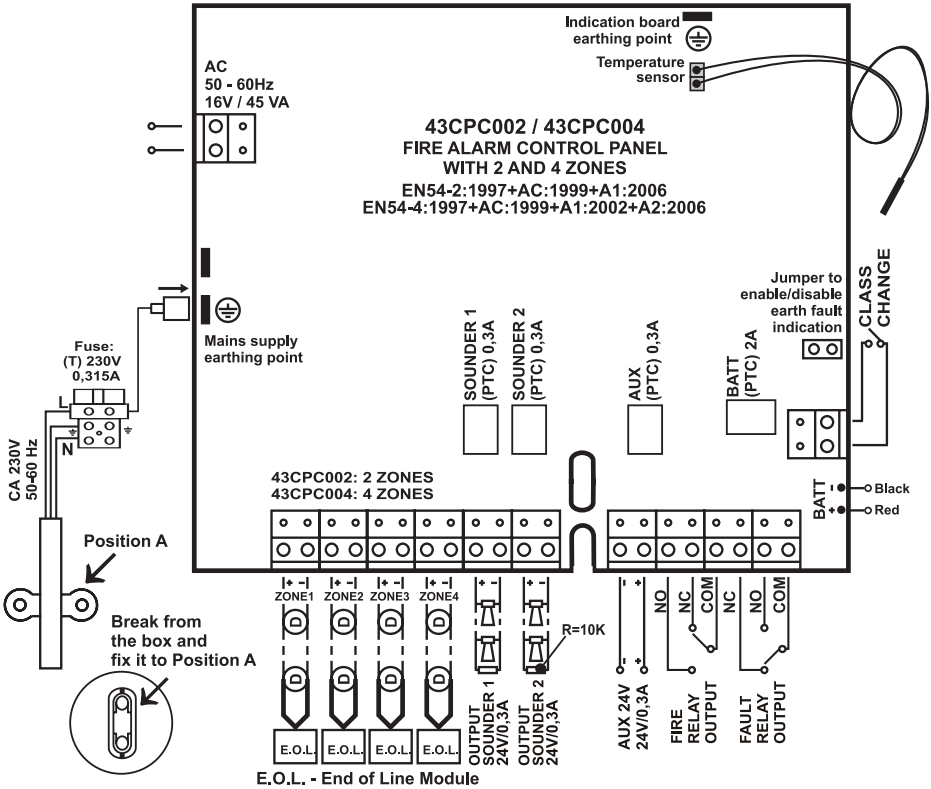 Indication board
earthing point
Temperature
sensor
AC
50 - 60Hz
16V / 45 VA
43CPC002 / 43CPC004
FIRE ALARM CONTROL PANEL
WITH 2 AND 4 ZONES
EN54-2:1997+AC:1999+A1:2006
EN54-4:1997+AC:1999+A1:2002+A2:2006
Mains supply
earthing point
Fuse:
(T) 230V
0,315A
L
N
CA 230V
50-60 Hz
SOUNDER 1
(PTC) 0,3A
SOUNDER 2
(PTC) 0,3A
AUX
(PTC) 0,3A
BATT
(PTC) 2A
Jumper to
enable/disable
earth fault
indication
CLASS
CHANGE
43CPC002: 2 ZONES
43CPC004: 4 ZONES
BATT
- Black
+ Red
Position A
Break from
the box and
fix it to Position A
+ - + - + - + - + - + - - +
ZONE1 ZONE2 ZONE3 ZONE4
NO NC COM NC NO COM
D D D D
R=10K
D D D D
- +
E.O.L. E.O.L. E.O.L. E.O.L.
OUTPUT
SOUNDER 1
24V/0,3A
OUTPUT
SOUNDER 2
24V/0,3A
AUX 24V
24V/0,3A
FIRE
RELAY
OUTPUT
FAULT
RELAY
OUTPUT
E.O.L. - End of Line Module